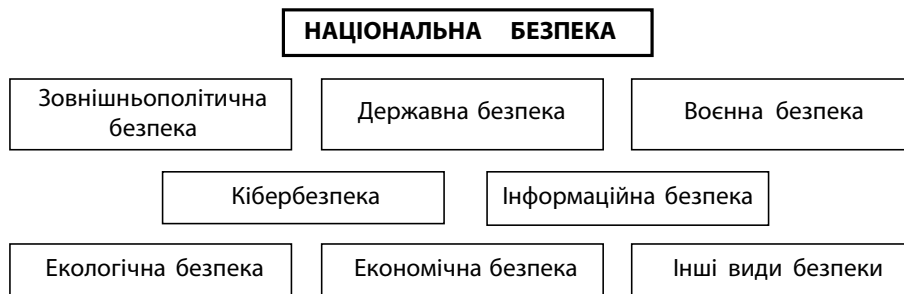 НАЦІОНАЛЬНА БЕЗПЕКА
Зовнішньополітична
безпека
Державна безпека
Воєнна безпека
Кібербезпека
Інформаційна безпека
Екологічна безпека
Економічна безпека
Інші види безпеки